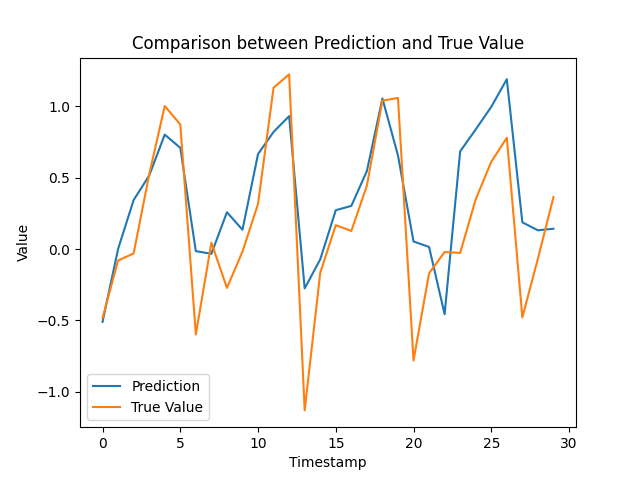 Comparison between Prediction and True Value
Value
1.0
0.5
0.0
−0.5
−1.0
Prediction
True Value
0 5 10 15 20 25 30
Timestamp